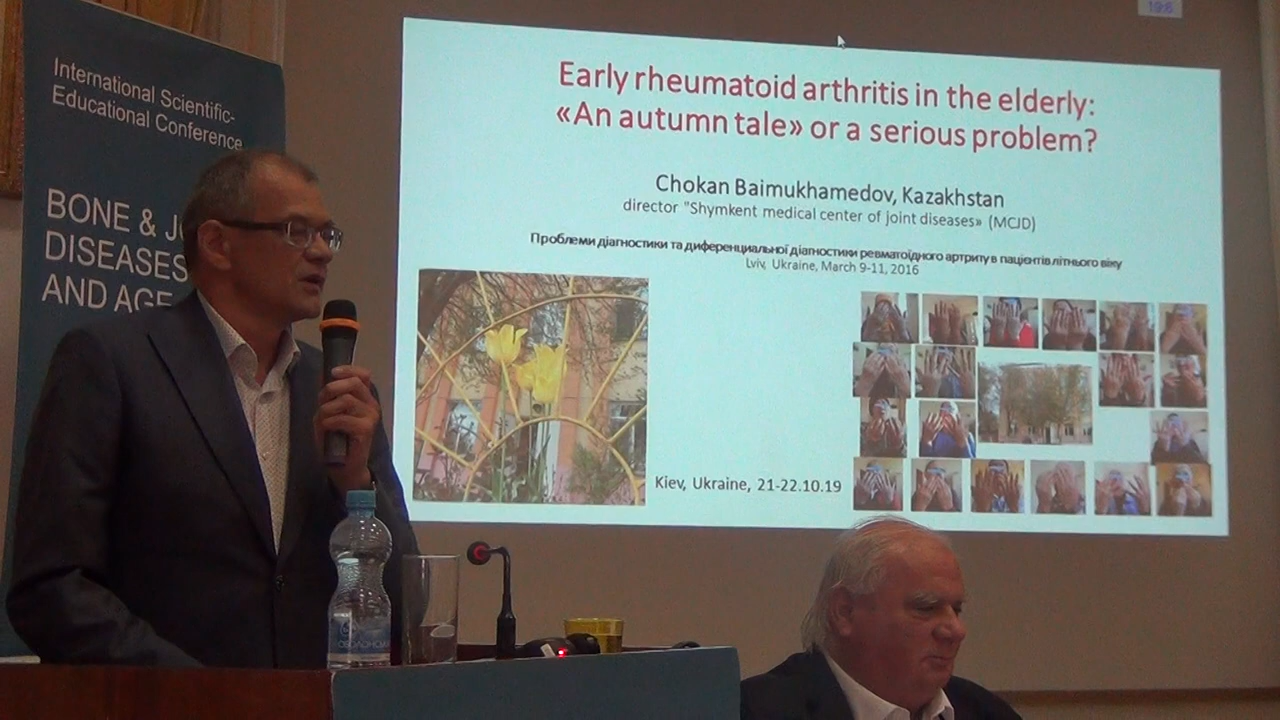 International Scientific-
Educational Conference
BONE & JO
DISEASES
AND AGE
Early rheumatoid arthritis in the elderly:
«An autumn tale» or a serious problem?
Chokan Baimukhamedov, Kazakhstan
director "Shymkent medical center of joint diseases» (MCJD)
Проблеми діагностики та диференціальної діагностики ревматоїдного артриту в пацієнтів літнього віку
Lviv, Ukraine, March 9-11, 2016
Kiev, Ukraine, 21-22.10.19